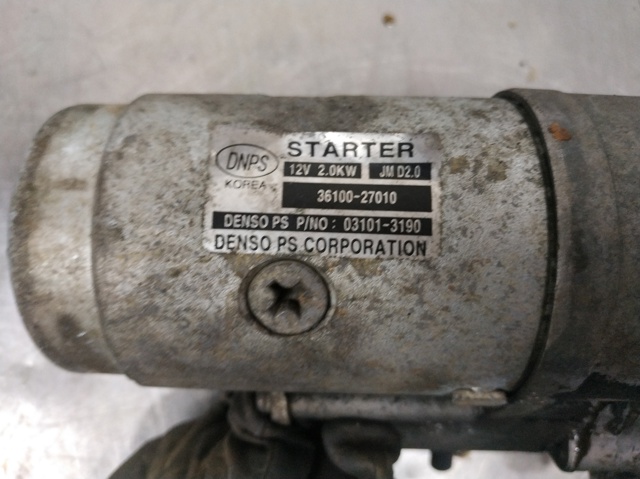 STARTER
DNPS
12V 2.0KW JM D2.0
KOREA
36100-27010
DENSO PS P/NO: 03101-3190
DENSO PS CORPORATION